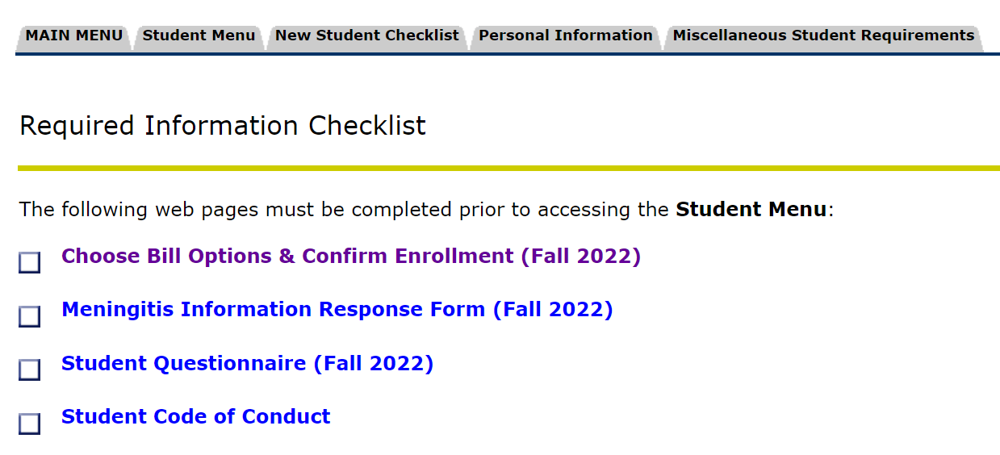 MAIN MENU Student Menu New Student Checklist Personal Information Miscellaneous Student Requirements
Required Information Checklist
The following web pages must be completed prior to accessing the Student Menu:
Choose Bill Options & Confirm Enrollment (Fall 2022)
Meningitis Information Response Form (Fall 2022)
Student Questionnaire (Fall 2022)
Student Code of Conduct